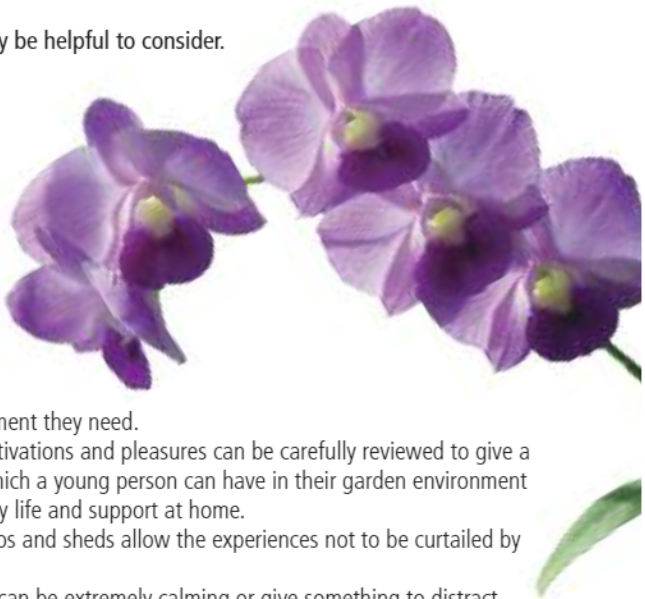 y be helpful to consider.
ment they need.
tivations and pleasures can be carefully reviewed to give a
hich a young person can have in their garden environment
y life and support at home.
os and sheds allow the experiences not to be curtailed by
can be extremely calming or give something to distract